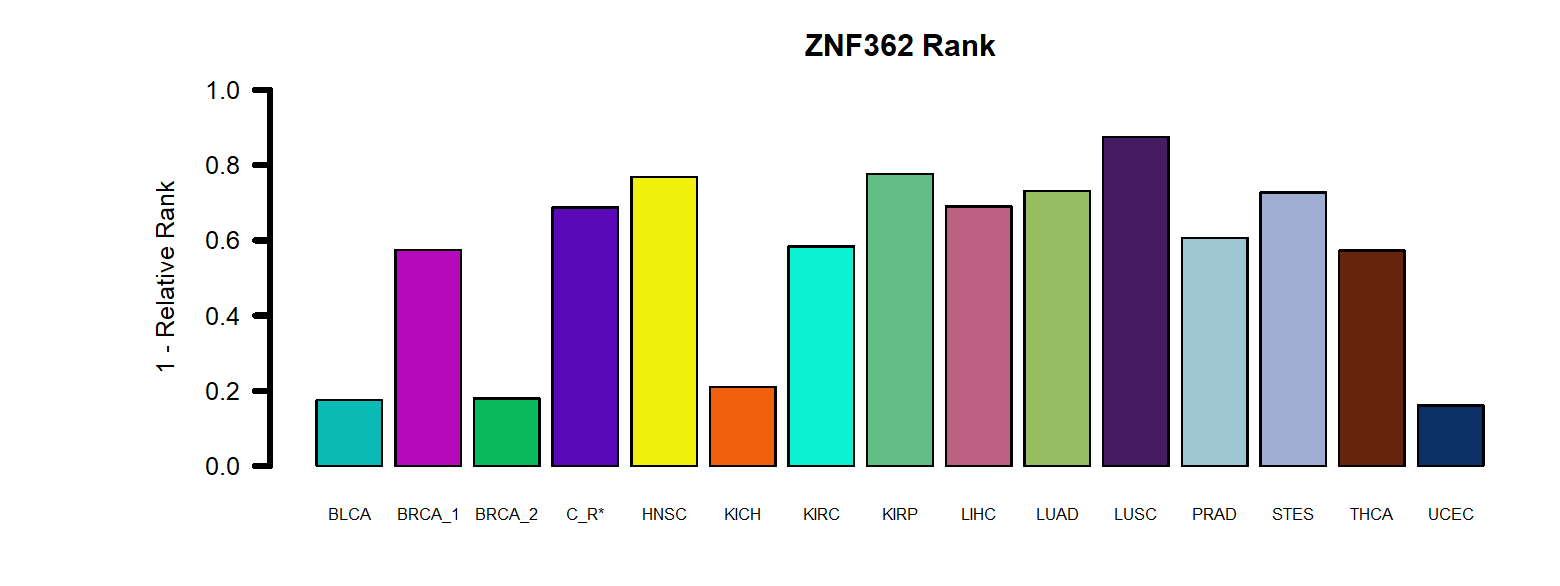 ZNF362 Rank
1 - Relative Rank
1.0
0.8
0.6
0.4
0.2
0.0
BLCA BRCA_1 BRCA_2 C_R* HNSC KICH KIRC KIRP LIHC LUAD LUSC PRAD STES THCA UCEC